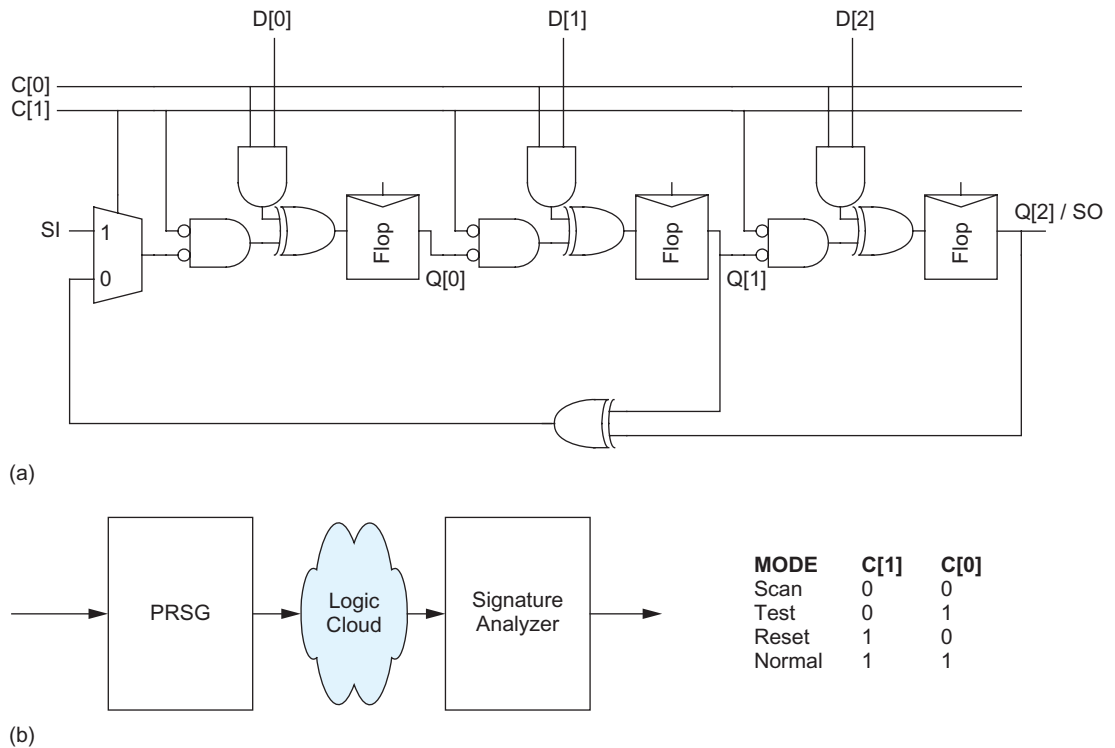 D[0] D[1] D[2]
C[0]
C[1]
SI 1 Flop Flop Flop Q[2] / SO
0 Q[0] Q[1]
(a)
PRSG
Logic
Cloud
Signature
Analyzer
MODE C[1] C[0]
Scan 0 0
Test 0 1
Reset 1 0
Normal 1 1
(b)